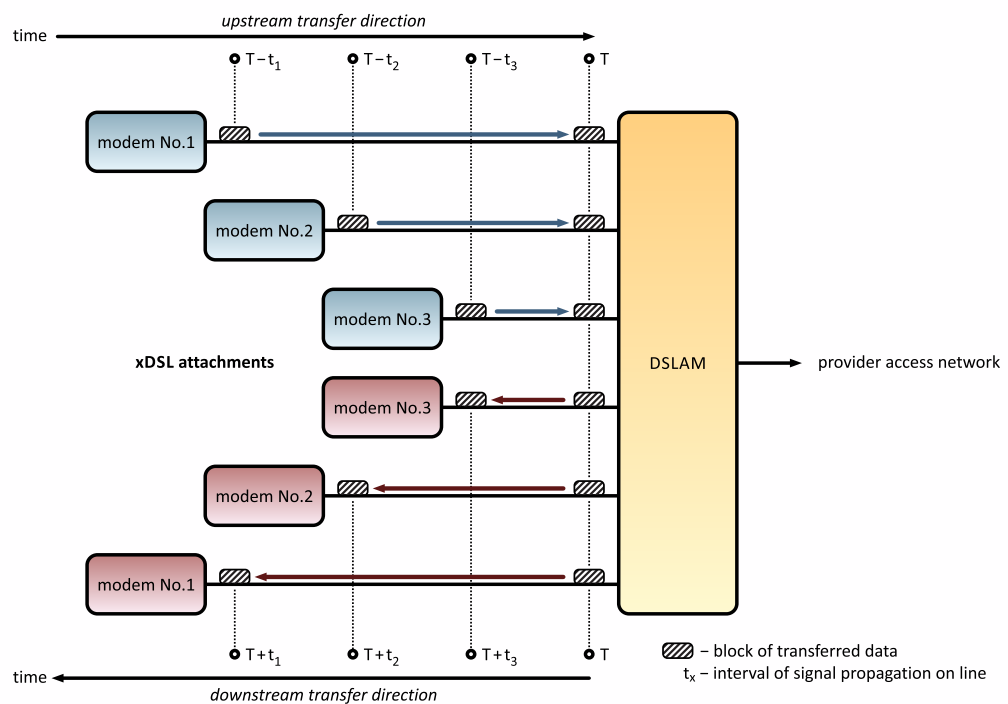 upstream transfer direction
time
T – t₁ T – t₂ T – t₃ T
modem No.1
modem No.2
modem No.3
xDSL attachments
DSLAM
provider access network
modem No.3
modem No.2
modem No.1
T + t₁ T + t₂ T + t₃ T
– block of transferred data
time
tₓ – interval of signal propagation on line
downstream transfer direction